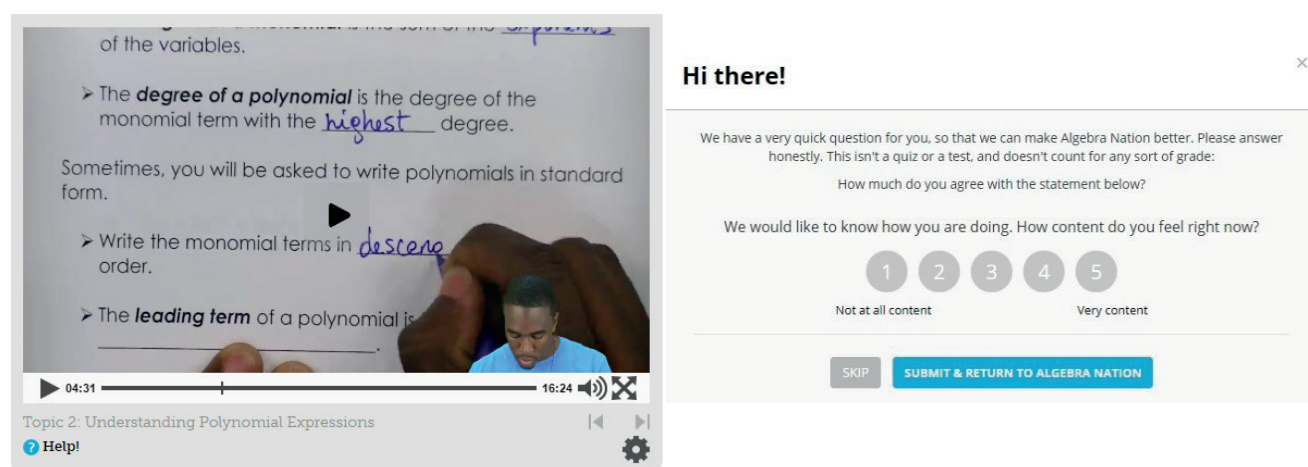 of the variables.
➢ The degree of a polynomial is the degree of the
monomial term with the highest degree.
Sometimes, you will be asked to write polynomials in standard
form.
➢ Write the monomial terms in descend
order.
➢ The leading term of a polynomial is
04:31
16:24
Topic 2: Understanding Polynomial Expressions
? Help!
Hi there!
×
We have a very quick question for you, so that we can make Algebra Nation better. Please answer
honestly. This isn't a quiz or a test, and doesn't count for any sort of grade:
How much do you agree with the statement below?
We would like to know how you are doing. How content do you feel right now?
1 2 3 4 5
Not at all content Very content
SKIP SUBMIT & RETURN TO ALGEBRA NATION